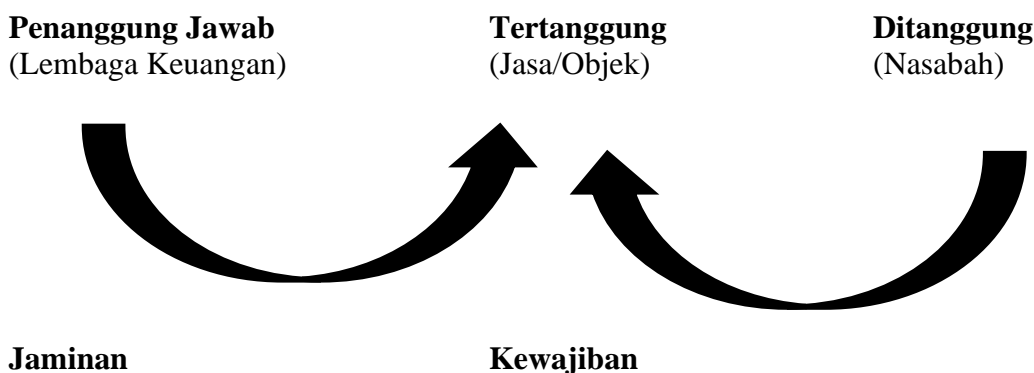 Penanggung Jawab Tertanggung Ditanggung
(Lembaga Keuangan) (Jasa/Objek) (Nasabah)
Jaminan Kewajiban